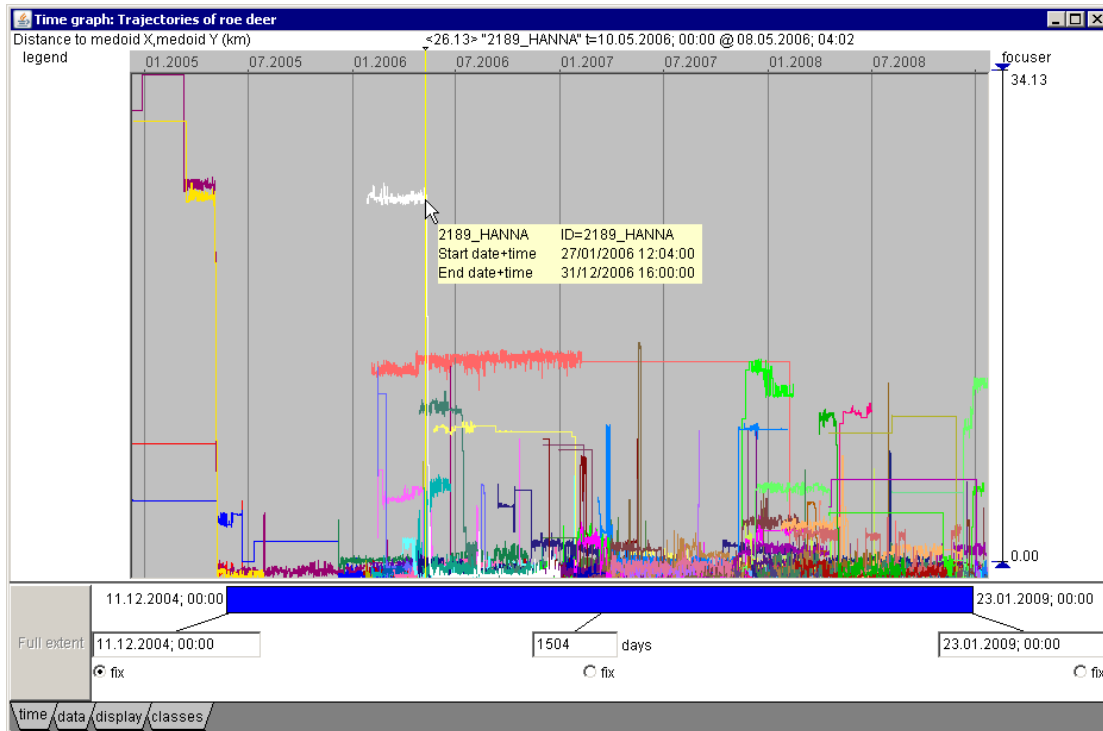 Time graph: Trajectories of roe deer
Distance to medoid X,medoid Y (km)
<26.13> "2189_HANNA" t=10.05.2006; 00:00 @ 08.05.2006; 04:02
legend
focuser
01.2005 07.2005 01.2006 07.2006 01.2007 07.2007 01.2008 07.2008
34.13
2189_HANNA ID=2189_HANNA
Start date+time 27/01/2006 12:04:00
End date+time 31/12/2006 16:00:00
0.00
11.12.2004; 00:00 23.01.2009; 00:00
Full extent
11.12.2004; 00:00 1504 days 23.01.2009; 00:00
fix fix fix
time data display classes